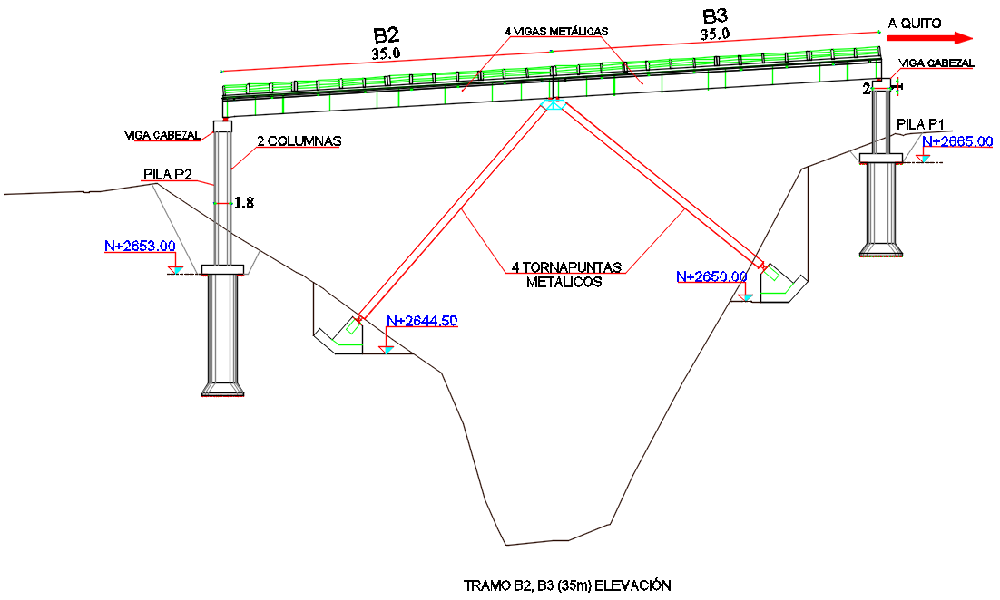 B2
35.0
4 VIGAS METÁLICAS
B3
35.0
A QUITO
VIGA CABEZAL
2
1
PILA P1
N+2665.00
VIGA CABEZAL
2 COLUMNAS
PILA P2
1.8
N+2653.00
4 TORNAPUNTAS
METALICOS
N+2650.00
N+2644.50
TRAMO B2, B3 (35m) ELEVACIÓN